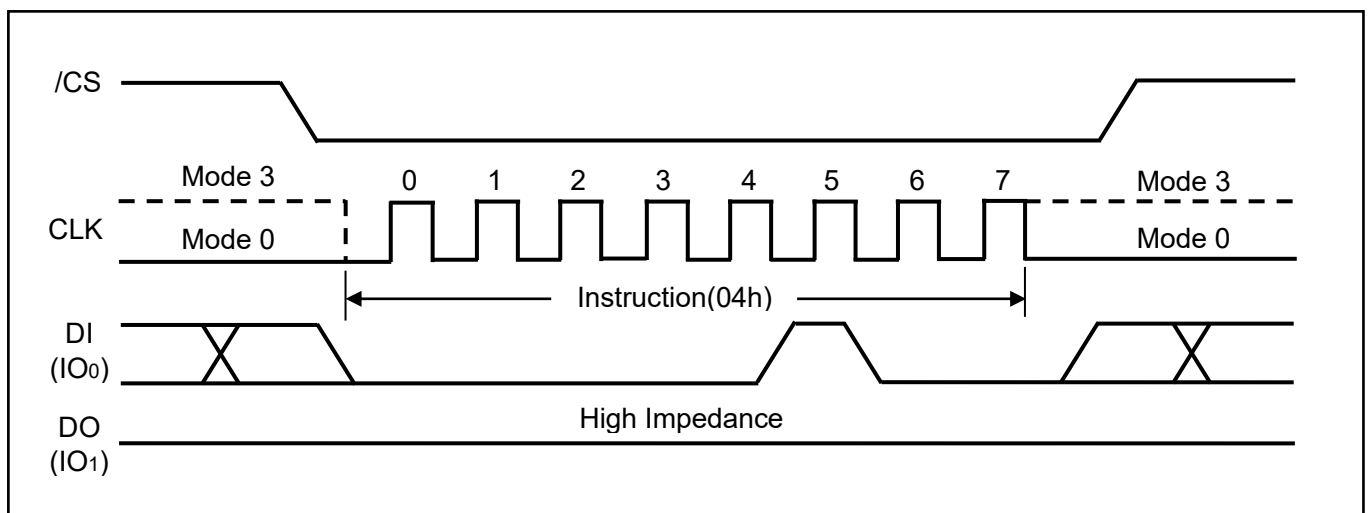 /CS
Mode 3 0 1 2 3 4 5 6 7 Mode 3
CLK
Mode 0 Mode 0
Instruction(04h)
DI
(IO0)
High Impedance
DO
(IO1)